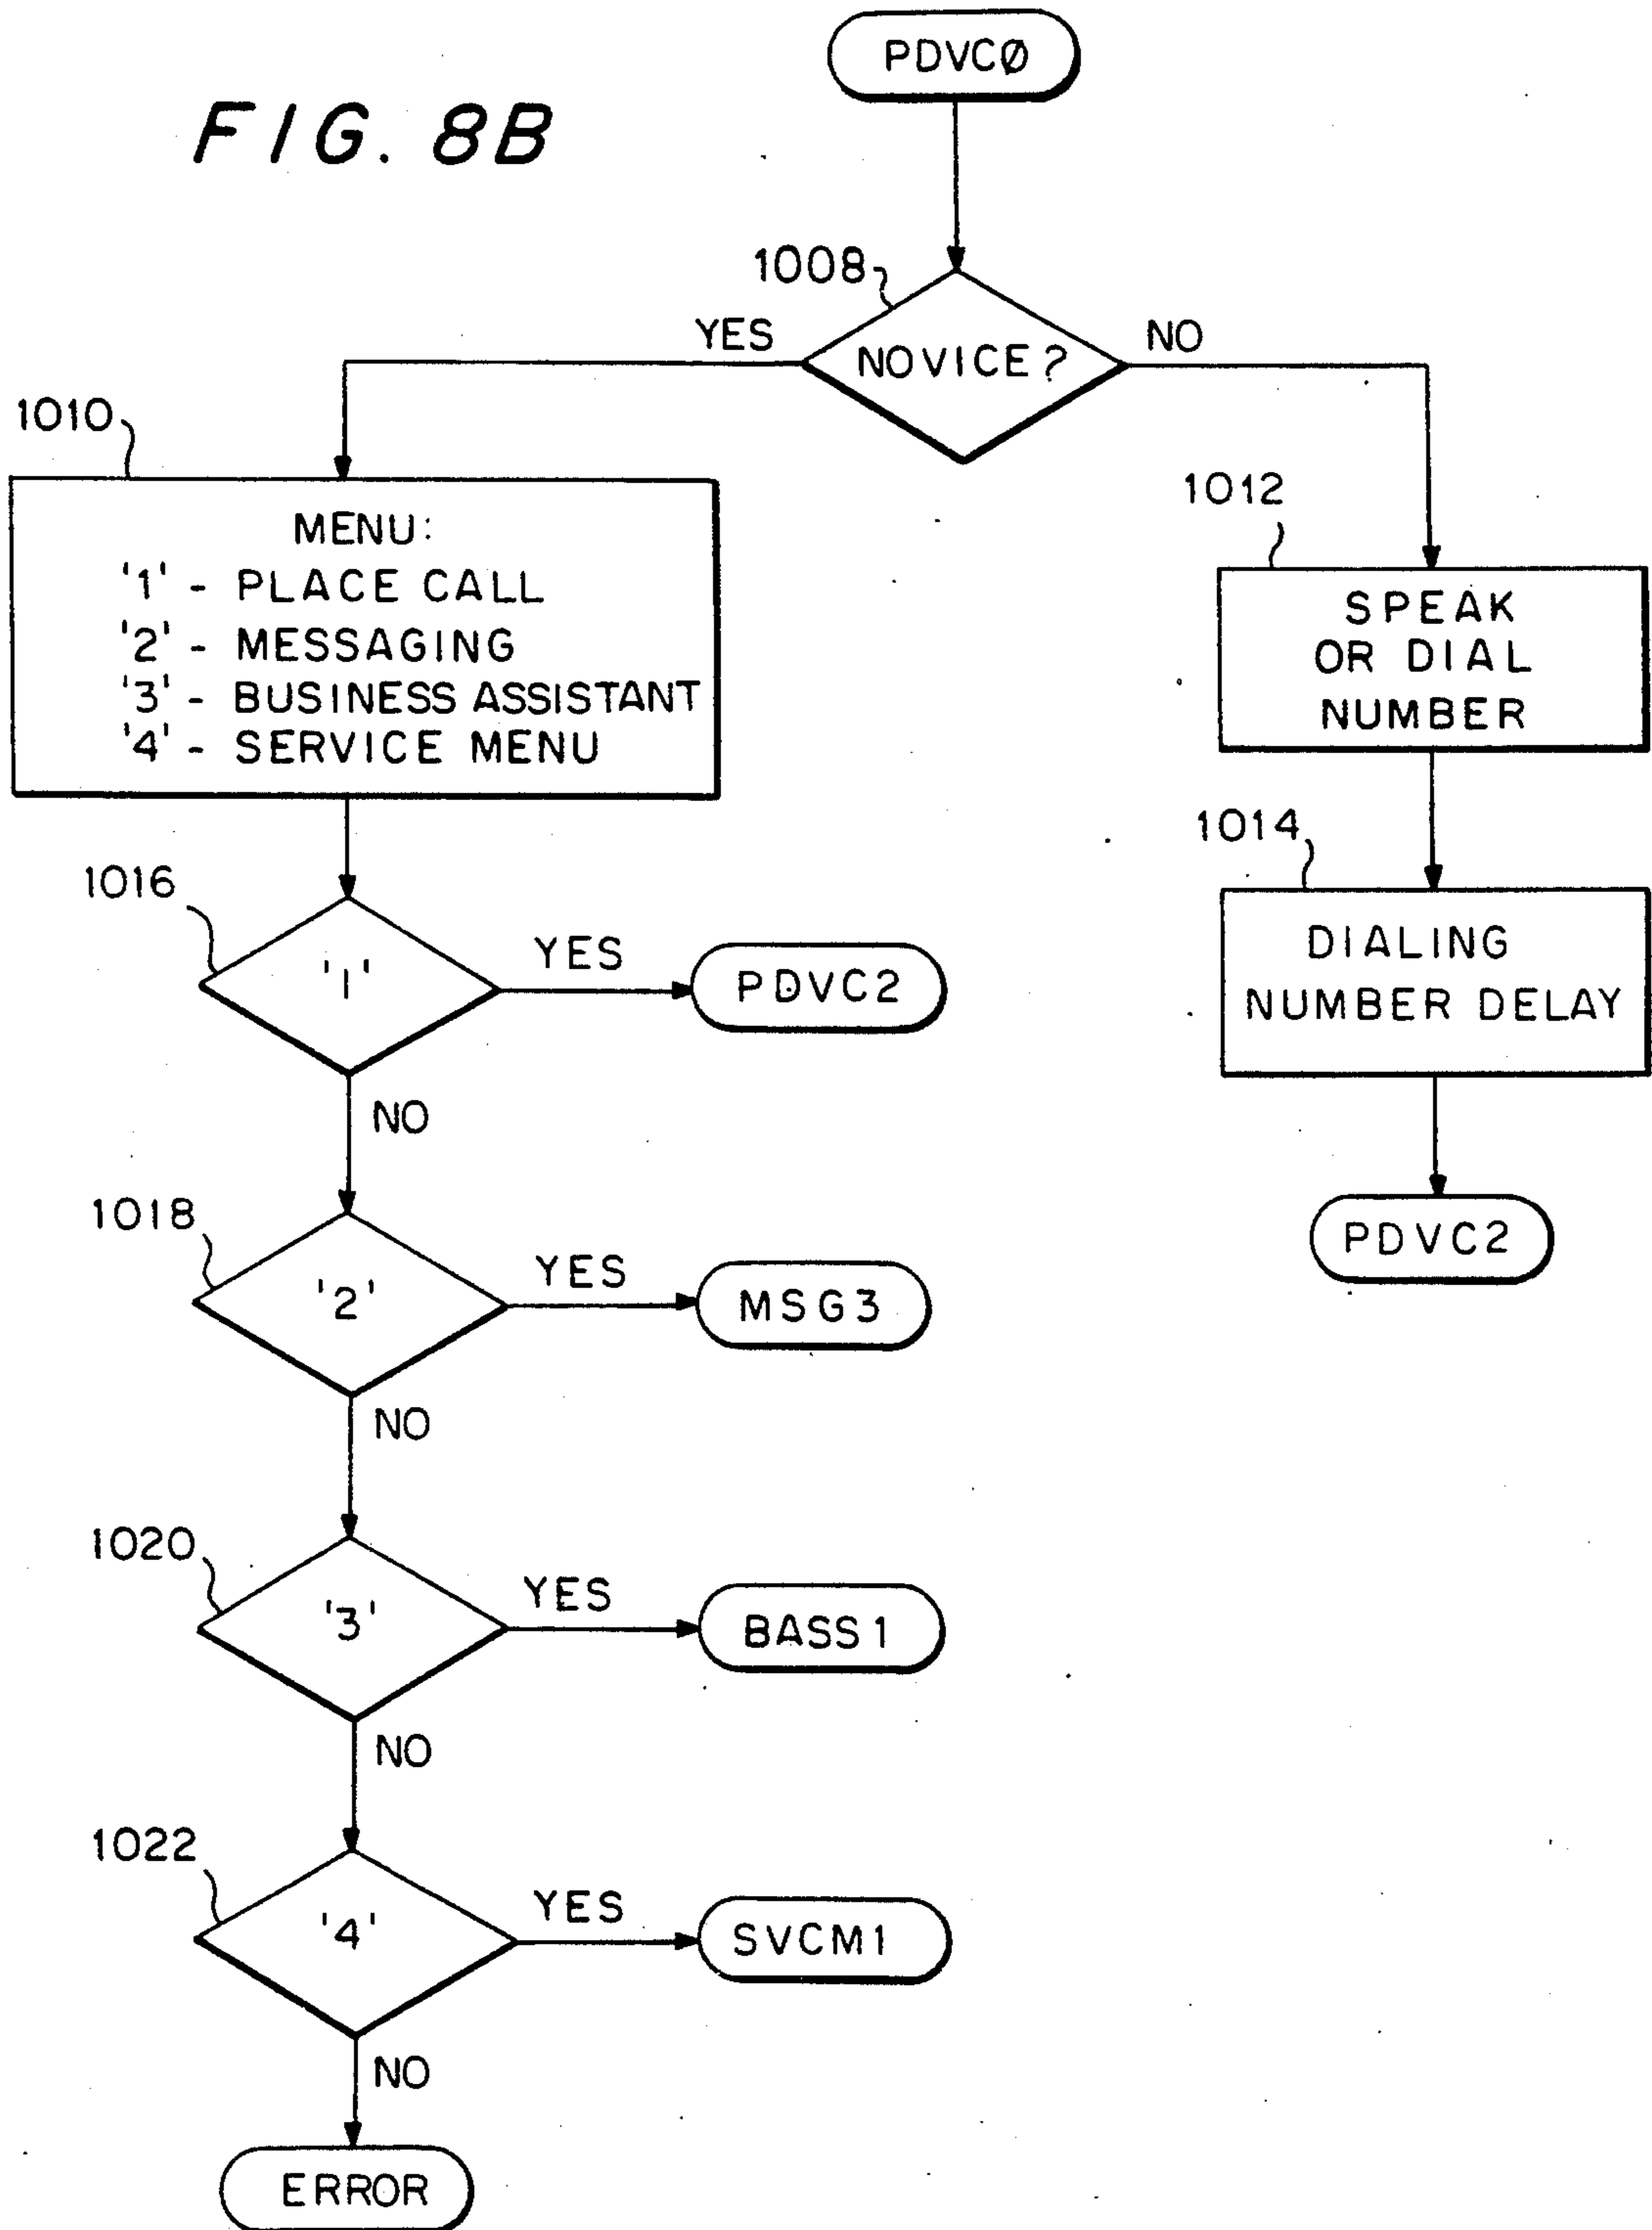 PDVCØ
FIG. 8B
1008
YES
NOVICE?
NO
1010
MENU:
'1' - PLACE CALL
'2' - MESSAGING
'3' - BUSINESS ASSISTANT
'4' - SERVICE MENU
1012
SPEAK
OR DIAL
NUMBER
1014
DIALING
NUMBER DELAY
PDVC2
1016
'1'
YES
PDVC2
NO
1018
'2'
YES
MSG3
NO
1020
'3'
YES
BASS1
NO
1022
'4'
YES
SVCM1
NO
ERROR